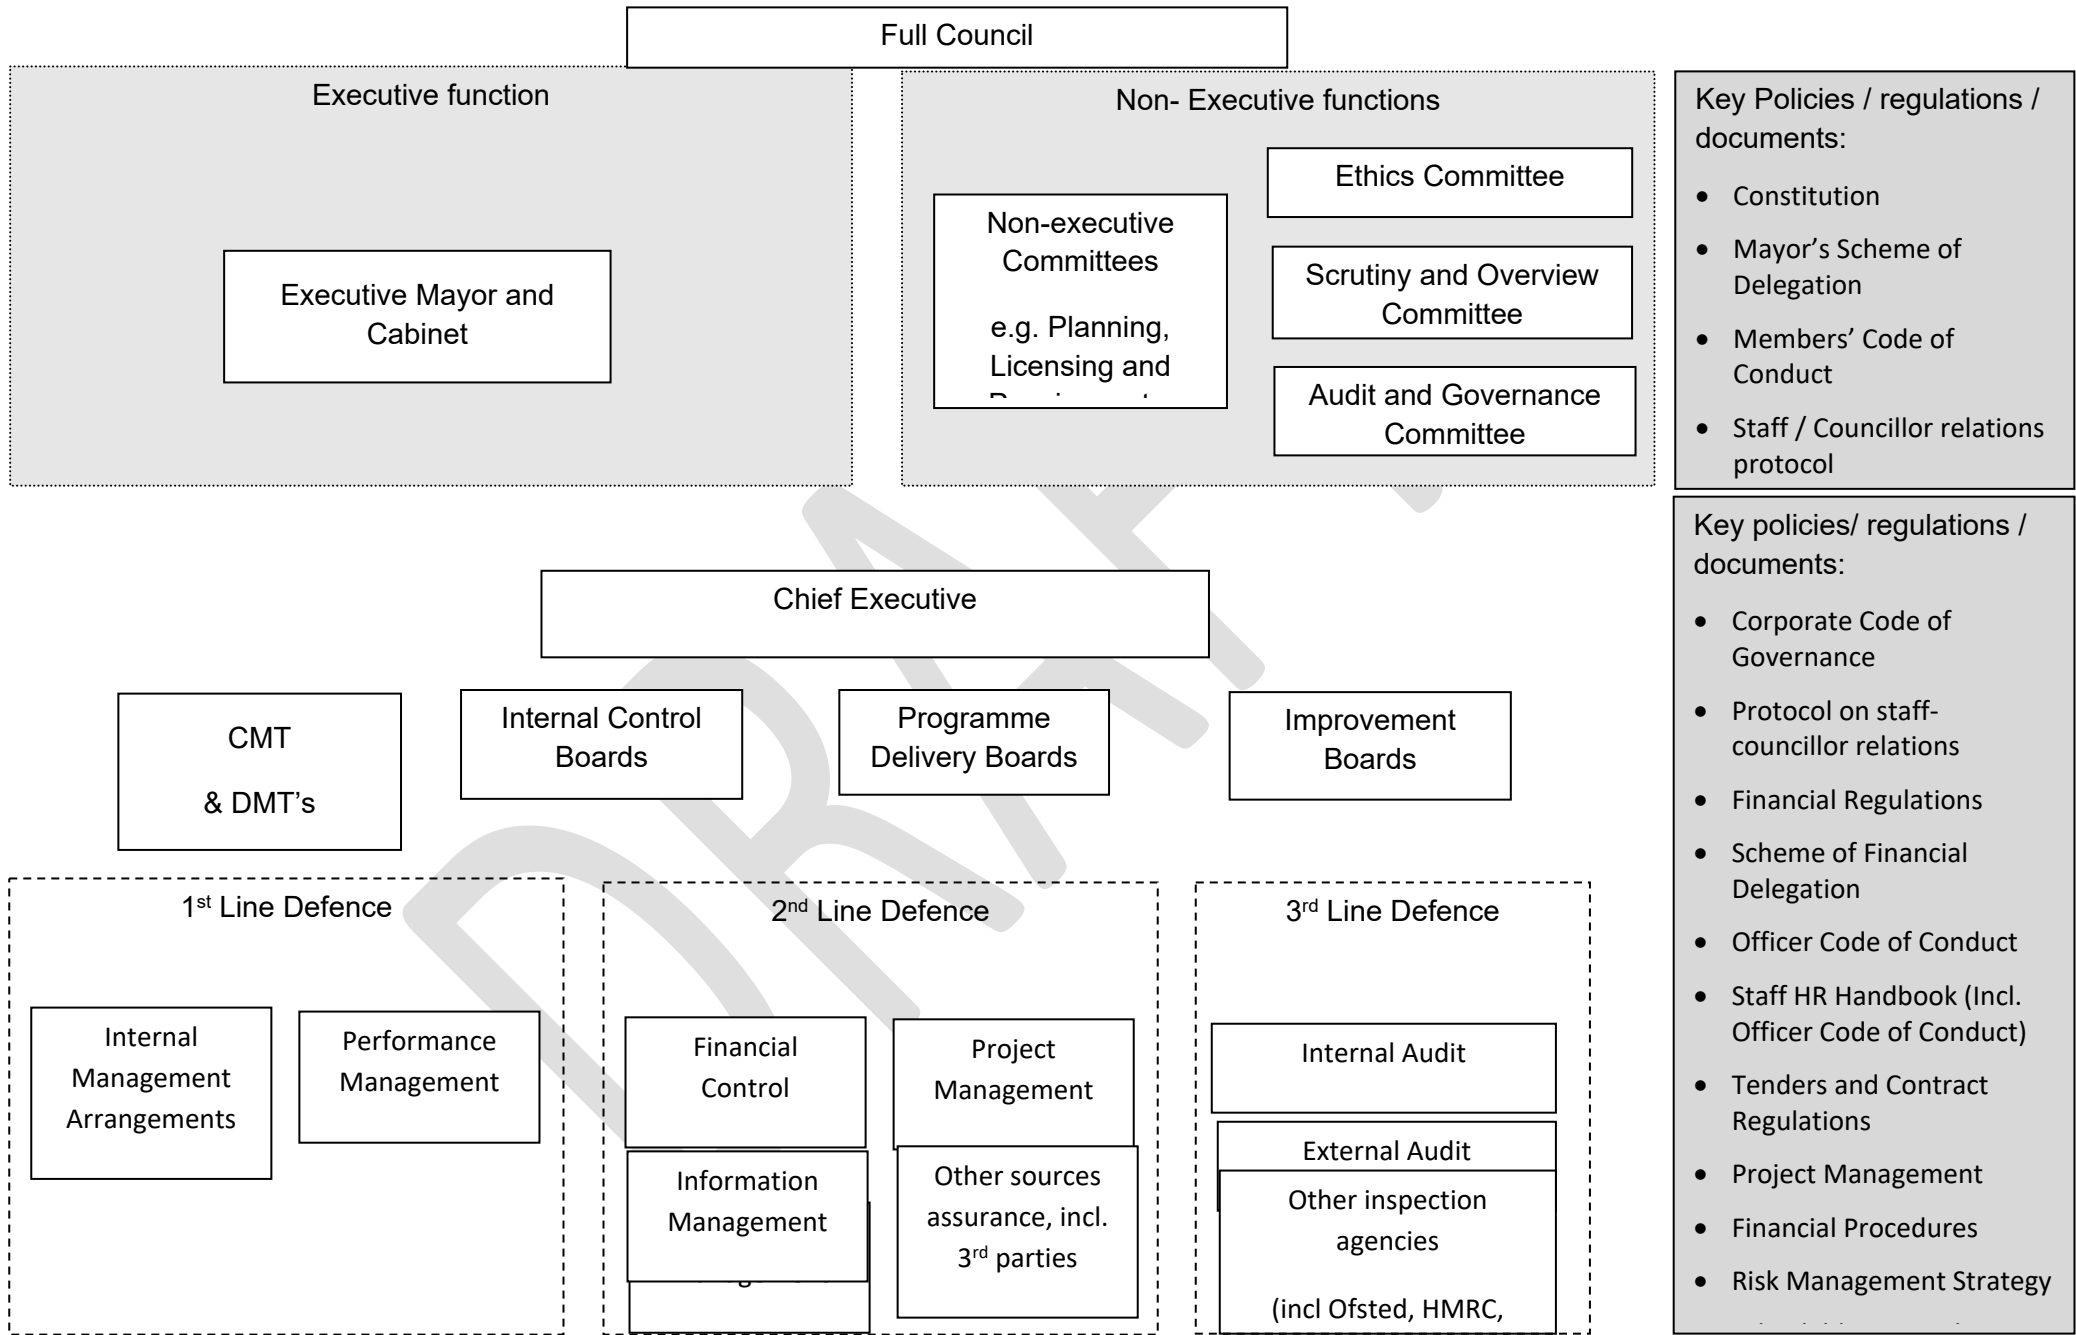 Full Council
Executive function
Executive Mayor and
Cabinet
Non- Executive functions
Non-executive
Committees
e.g. Planning,
Licensing and
Ethics Committee
Scrutiny and Overview
Committee
Audit and Governance
Committee
Key Policies / regulations /
documents:
• Constitution
• Mayor’s Scheme of
Delegation
• Members’ Code of
Conduct
• Staff / Councillor relations
protocol
DRAFT
Chief Executive
CMT
& DMT’s
Internal Control
Boards
Programme
Delivery Boards
Improvement
Boards
1st Line Defence
Internal
Management
Arrangements
Performance
Management
2nd Line Defence
Financial
Control
Project
Management
Information
Management
Other sources
assurance, incl.
3rd parties
3rd Line Defence
Internal Audit
External Audit
Other inspection
agencies
(incl Ofsted, HMRC,
Key policies/ regulations /
documents:
• Corporate Code of
Governance
• Protocol on staff-
councillor relations
• Financial Regulations
• Scheme of Financial
Delegation
• Officer Code of Conduct
• Staff HR Handbook (Incl.
Officer Code of Conduct)
• Tenders and Contract
Regulations
• Project Management
• Financial Procedures
• Risk Management Strategy